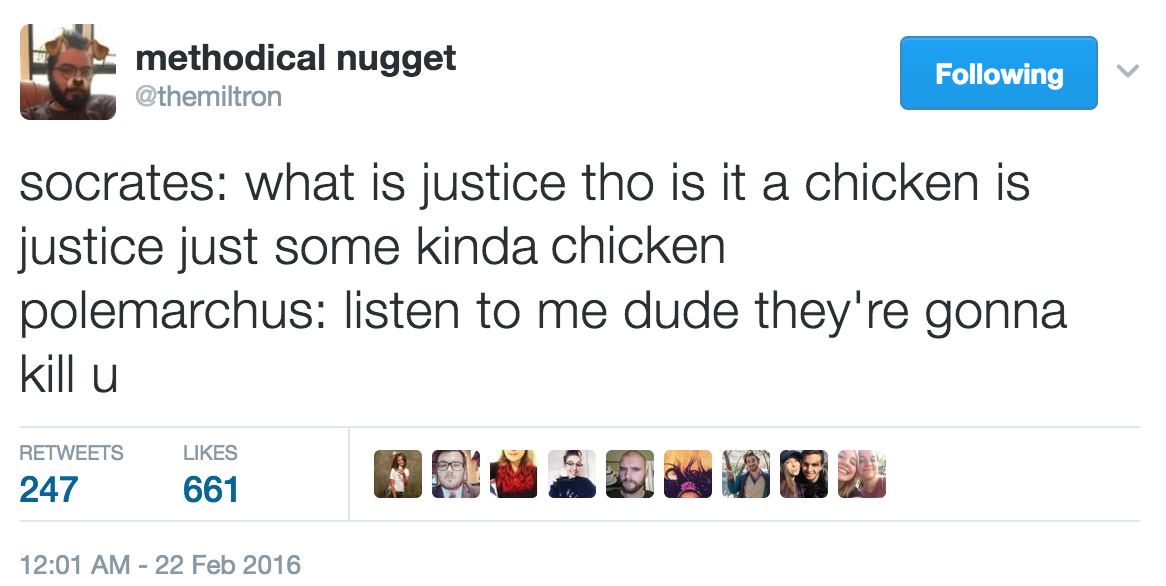 methodical nugget
@themiltron
Following
socrates: what is justice tho is it a chicken is
justice just some kinda chicken
polemarchus: listen to me dude they're gonna
kill u
RETWEETS LIKES
247 661
12:01 AM - 22 Feb 2016